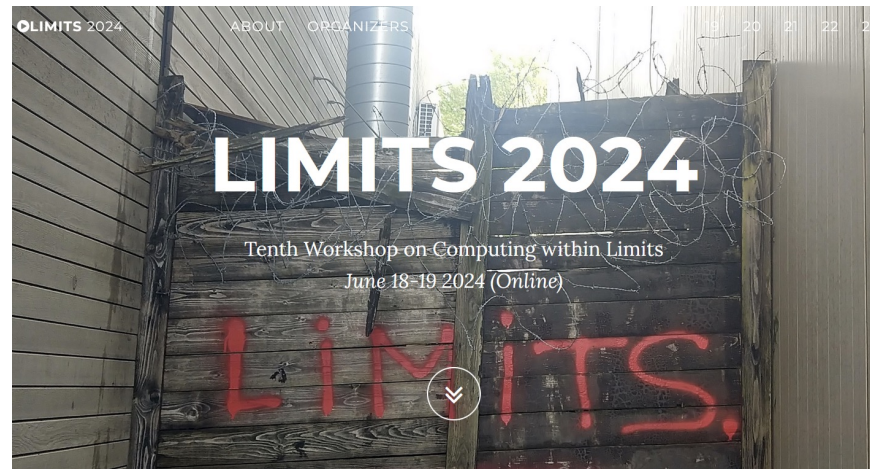 LIMITS 2024 ABOUT ORGANIZERS 19 20 21 22 2
LIMITS 2024
Tenth Workshop on Computing within Limits
June 18-19 2024 (Online)
LiMiTS.